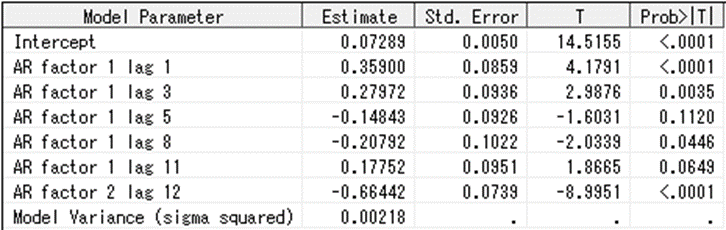 Model Parameter Estimate Std. Error T Prob>|T|
Intercept 0.07289 0.0050 14.5155 <.0001
AR factor 1 lag 1 0.35900 0.0859 4.1791 <.0001
AR factor 1 lag 3 0.27972 0.0936 2.9876 0.0035
AR factor 1 lag 5 -0.14843 0.0926 -1.6031 0.1120
AR factor 1 lag 8 -0.20792 0.1022 -2.0339 0.0446
AR factor 1 lag 11 0.17752 0.0951 1.8665 0.0649
AR factor 2 lag 12 -0.66442 0.0739 -8.9951 <.0001
Model Variance (sigma squared) 0.00218 . . .